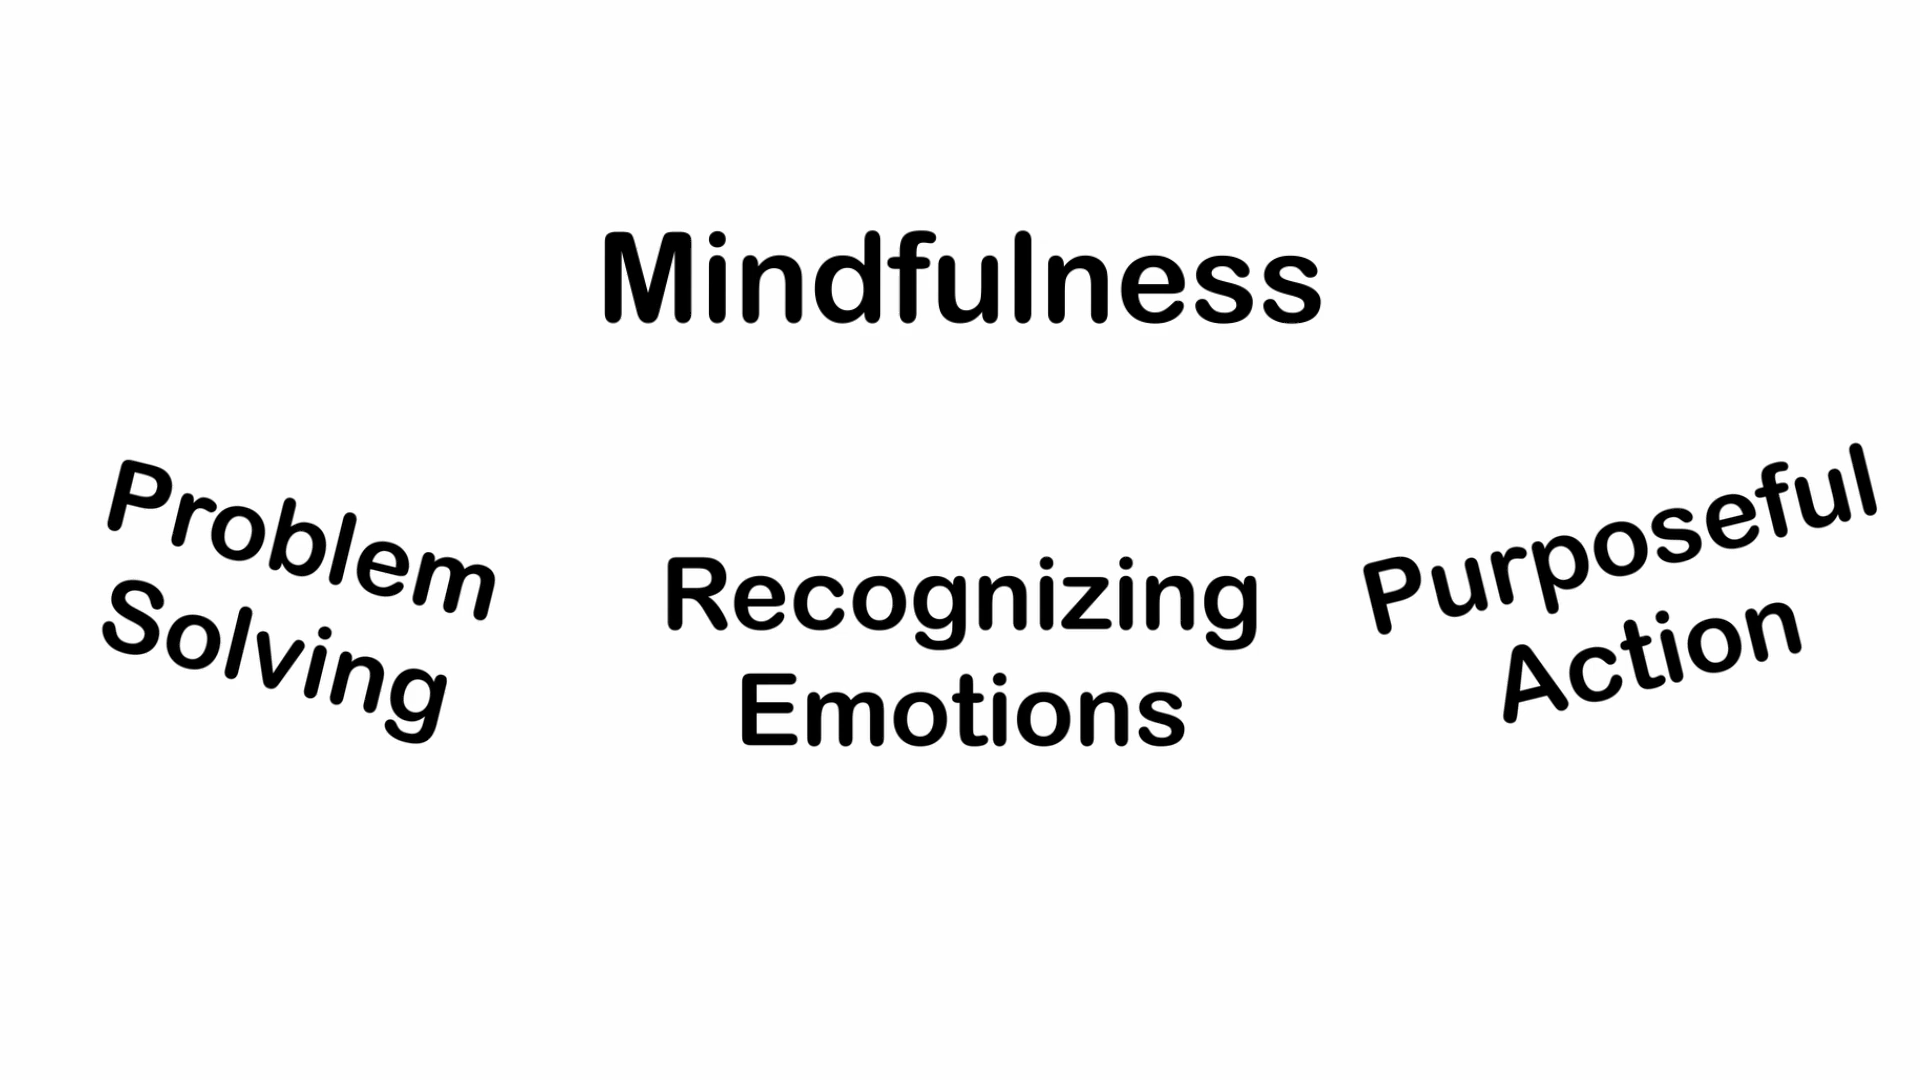 Mindfulness
Problem
Solving
Recognizing
Emotions
Purposeful
Action